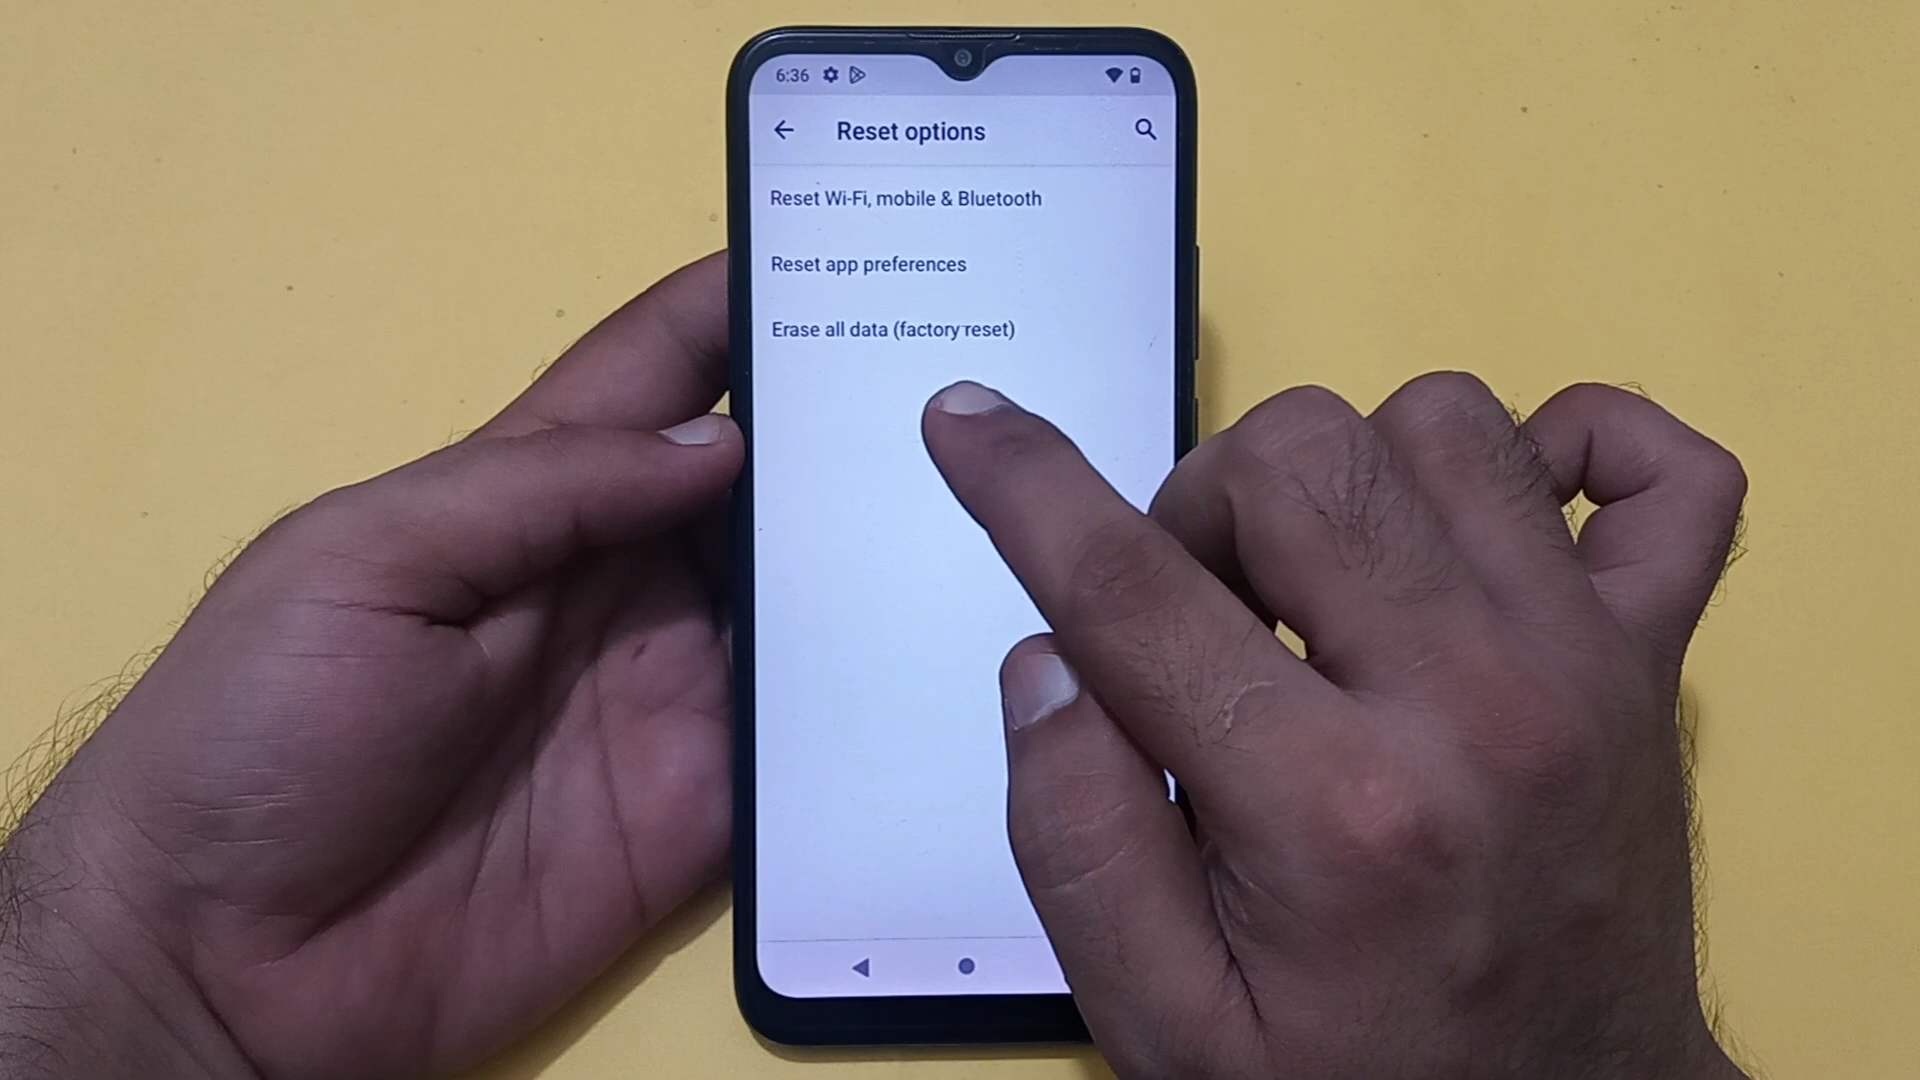 6:36
Reset options
Reset Wi-Fi, mobile & Bluetooth
Reset app preferences
Erase all data (factory reset)